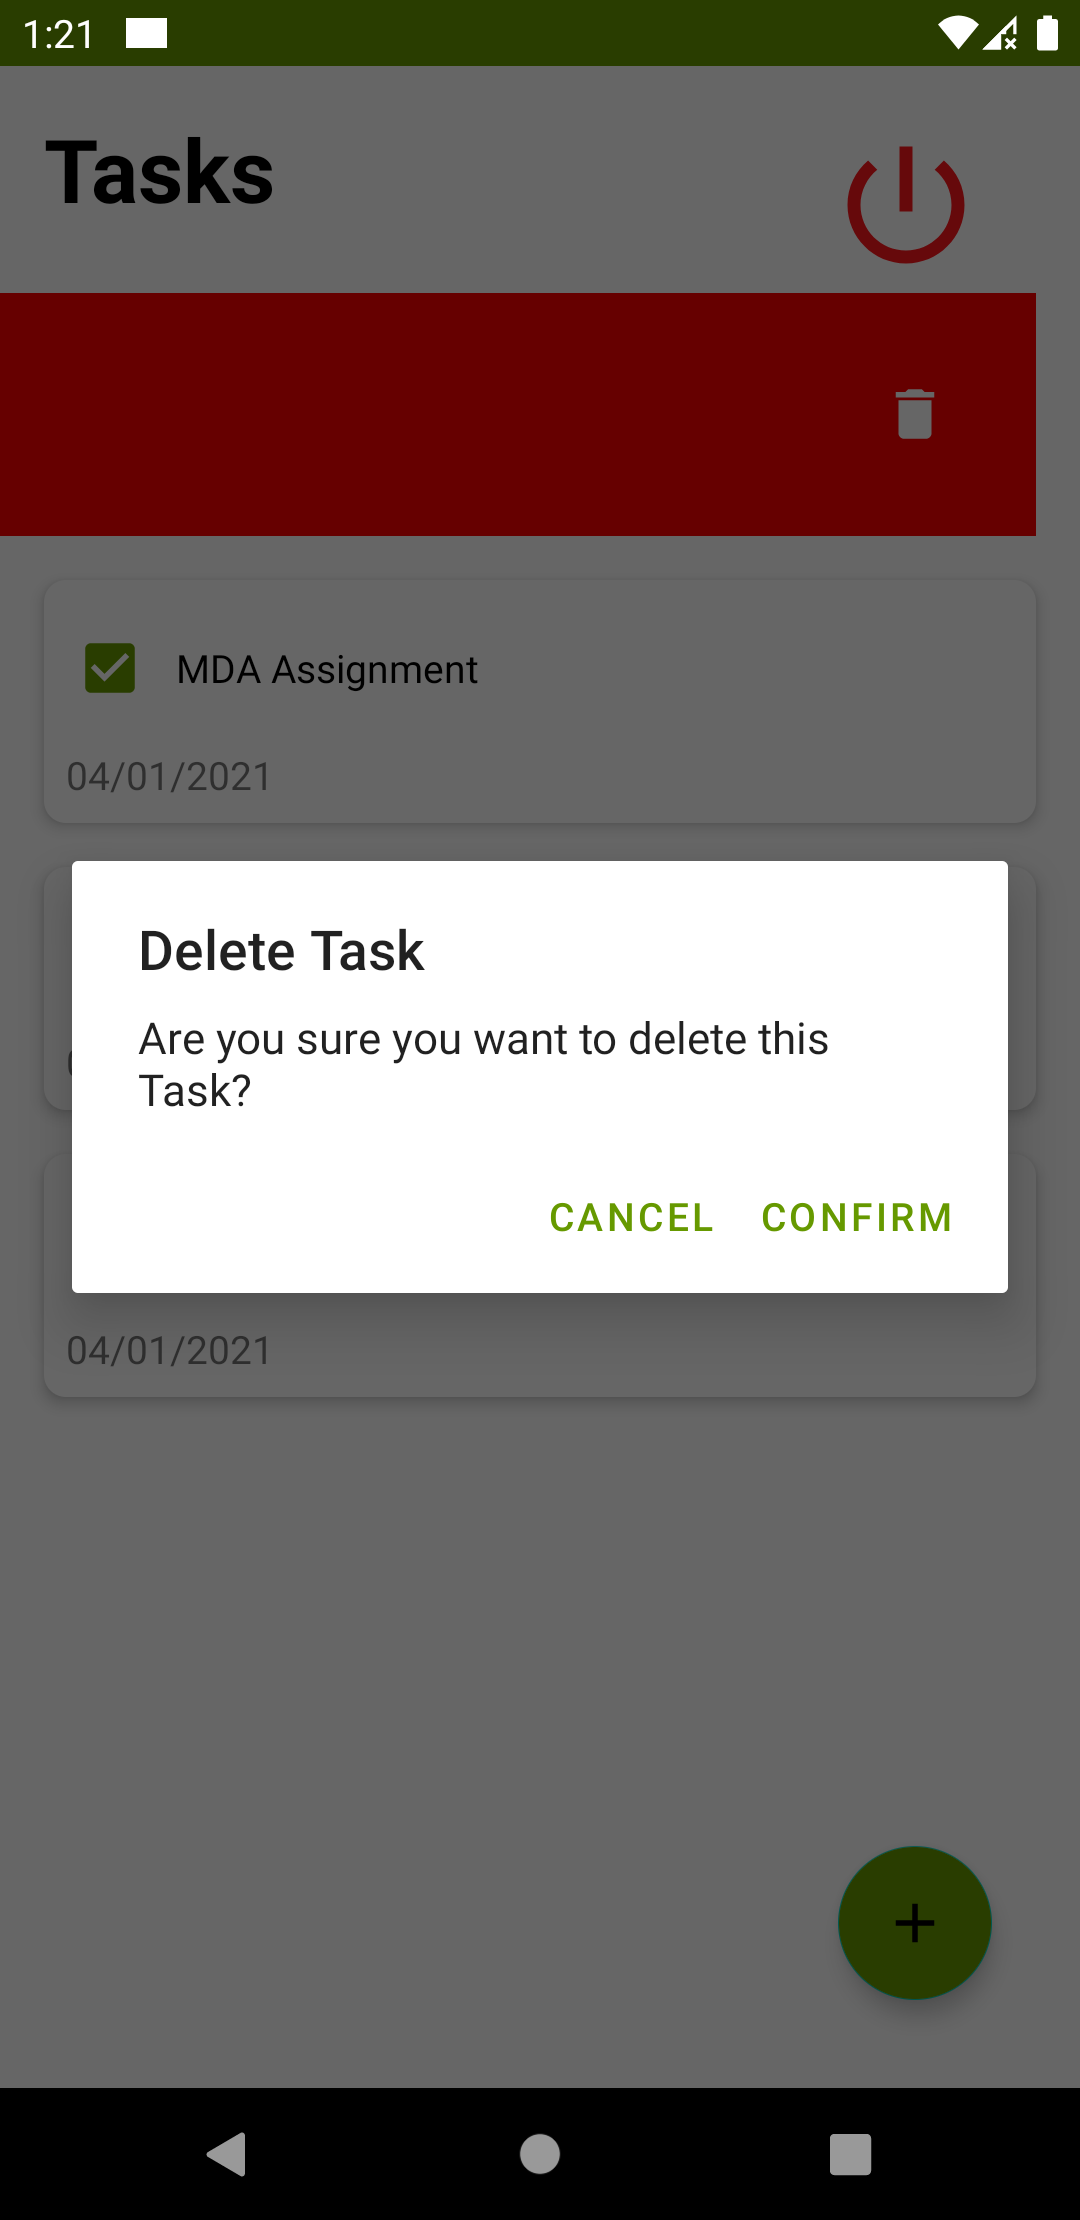 1:21
Tasks
MDA Assignment
04/01/2021
Delete Task
Are you sure you want to delete this
Task?
CANCEL CONFIRM
04/01/2021